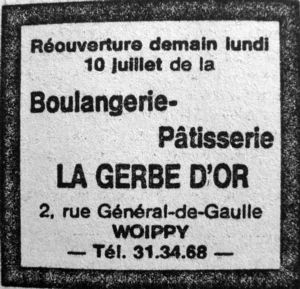 Réouverture demain lundi
10 juillet de la
Boulangerie-
Pâtisserie
LA GERBE D'OR
2, rue Général-de-Gaulle
WOIPPY
— Tél. 31.34.68 —